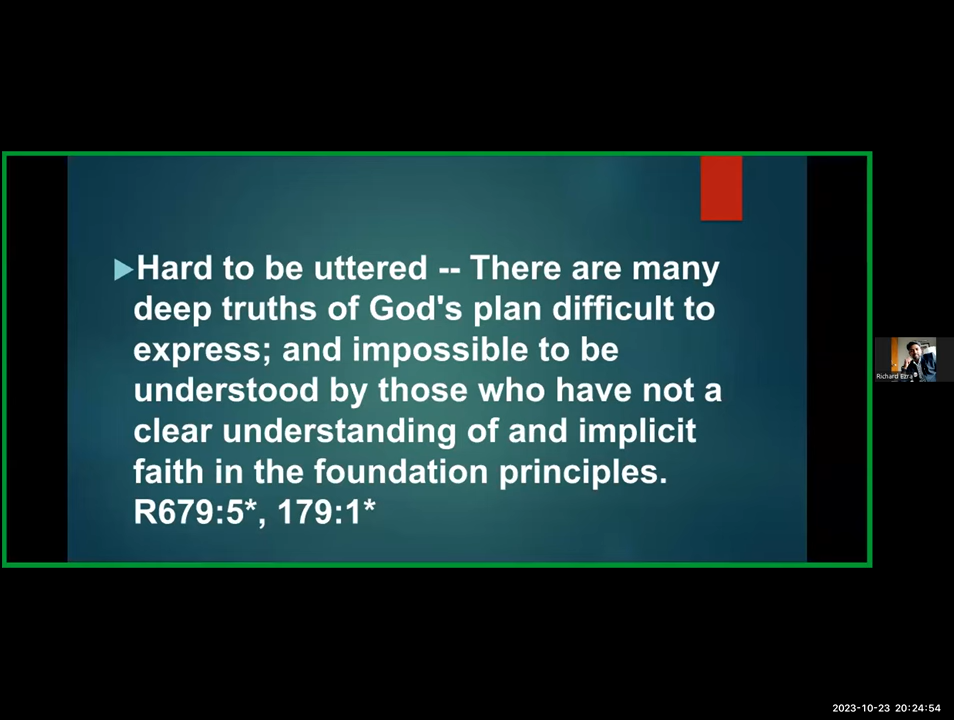 Hard to be uttered -- There are many
deep truths of God's plan difficult to
express; and impossible to be
understood by those who have not a
clear understanding of and implicit
faith in the foundation principles.
R679:5*, 179:1*
Richard Ezra
2023-10-23 20:24:54